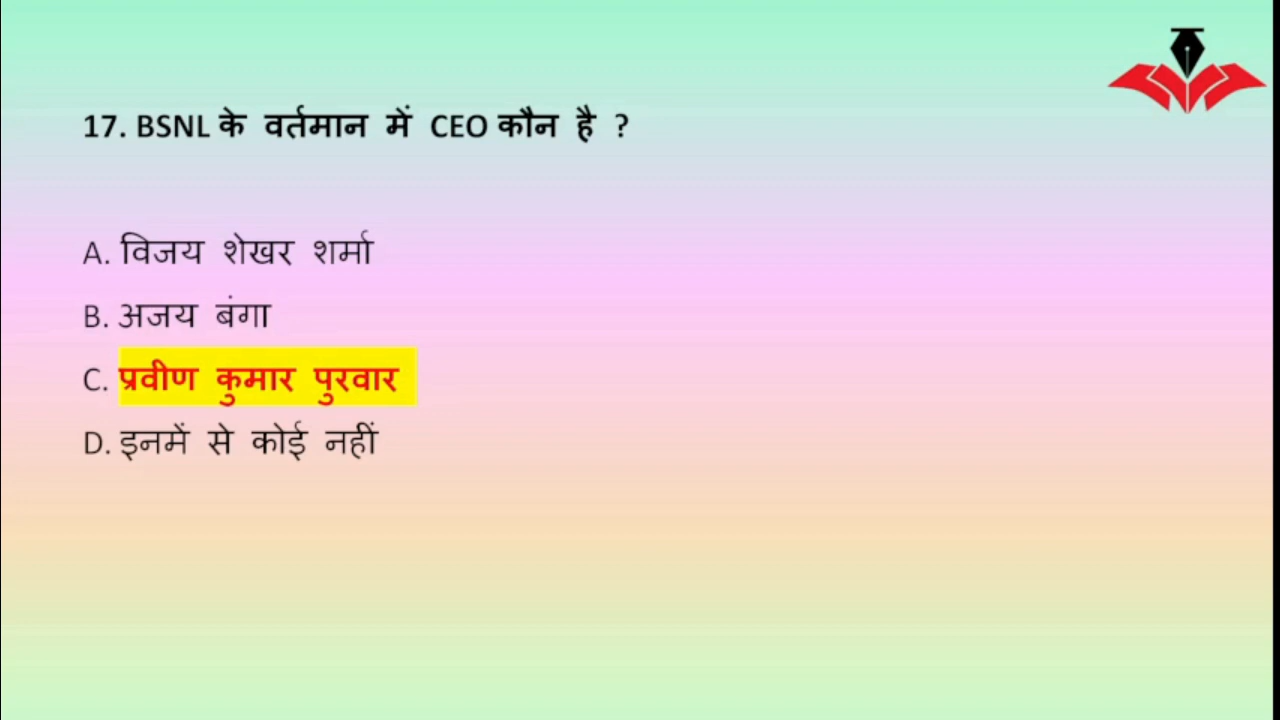 17. BSNL के वर्तमान में CEO कौन है ?
A. विजय शेखर शर्मा
B. अजय बंगा
C. प्रवीण कुमार पुरवार
D. इनमें से कोई नहीं